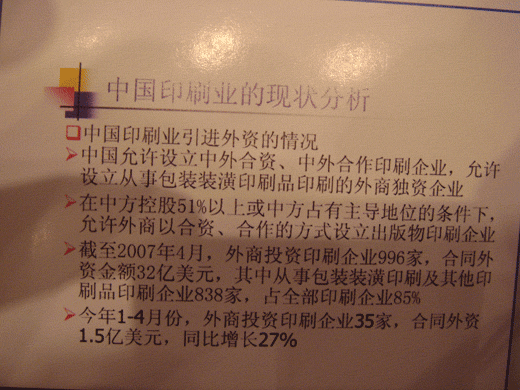 中国印刷业的现状分析
中国印刷业引进外资的情况
中国允许设立中外合资、中外合作印刷企业，允许
设立从事包装装潢印刷品印刷的外商独资企业
在中方控股51%以上或中方占有主导地位的条件下，
允许外商以合资、合作的方式设立出版物印刷企业
截至2007年4月，外商投资印刷企业996家，合同外
资金额32亿美元，其中从事包装装潢印刷及其他印
刷品印刷企业838家，占全部印刷企业85%
今年1-4月份，外商投资印刷企业35家，合同外资
1.5亿美元，同比增长27%